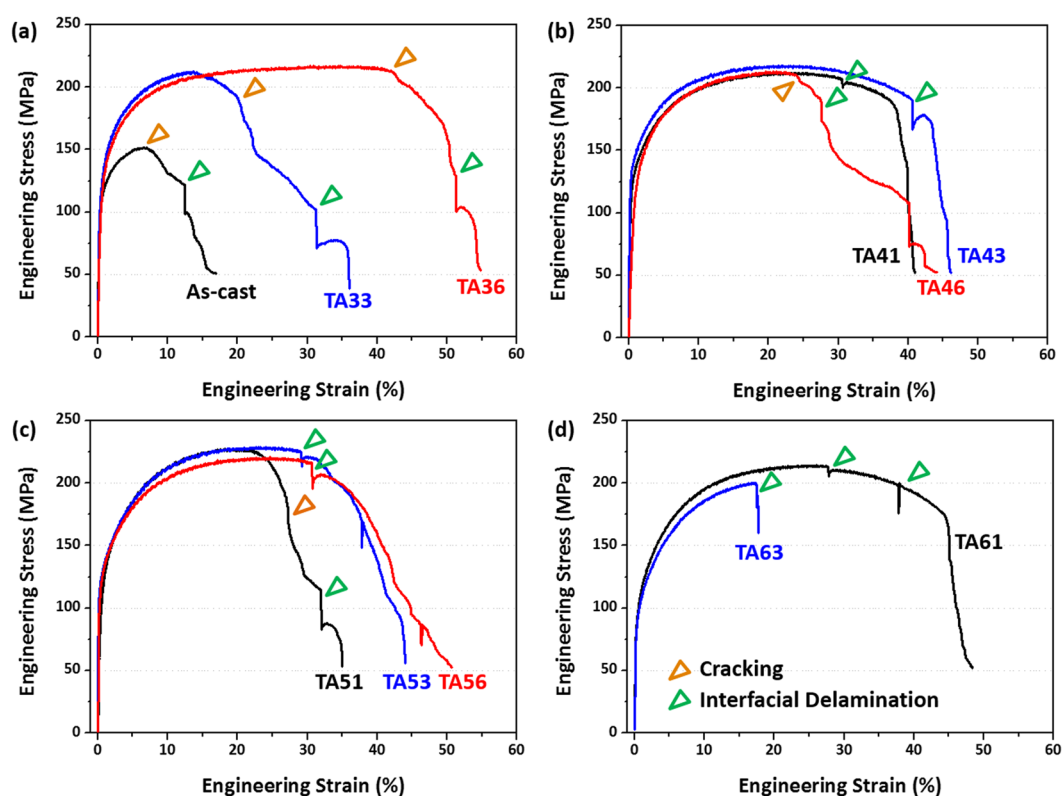 (a)
Engineering Stress (MPa)
250
200
150
100
50
0
As-cast
TA33
TA36
0 10 20 30 40 50 60
Engineering Strain (%)
(b)
Engineering Stress (MPa)
250
200
150
100
50
0
TA41
TA43
TA46
0 10 20 30 40 50 60
Engineering Strain (%)
(c)
Engineering Stress (MPa)
250
200
150
100
50
0
TA51
TA53
TA56
0 10 20 30 40 50 60
Engineering Strain (%)
(d)
Engineering Stress (MPa)
250
200
150
100
50
0
TA63
TA61
Cracking
Interfacial Delamination
0 10 20 30 40 50 60
Engineering Strain (%)